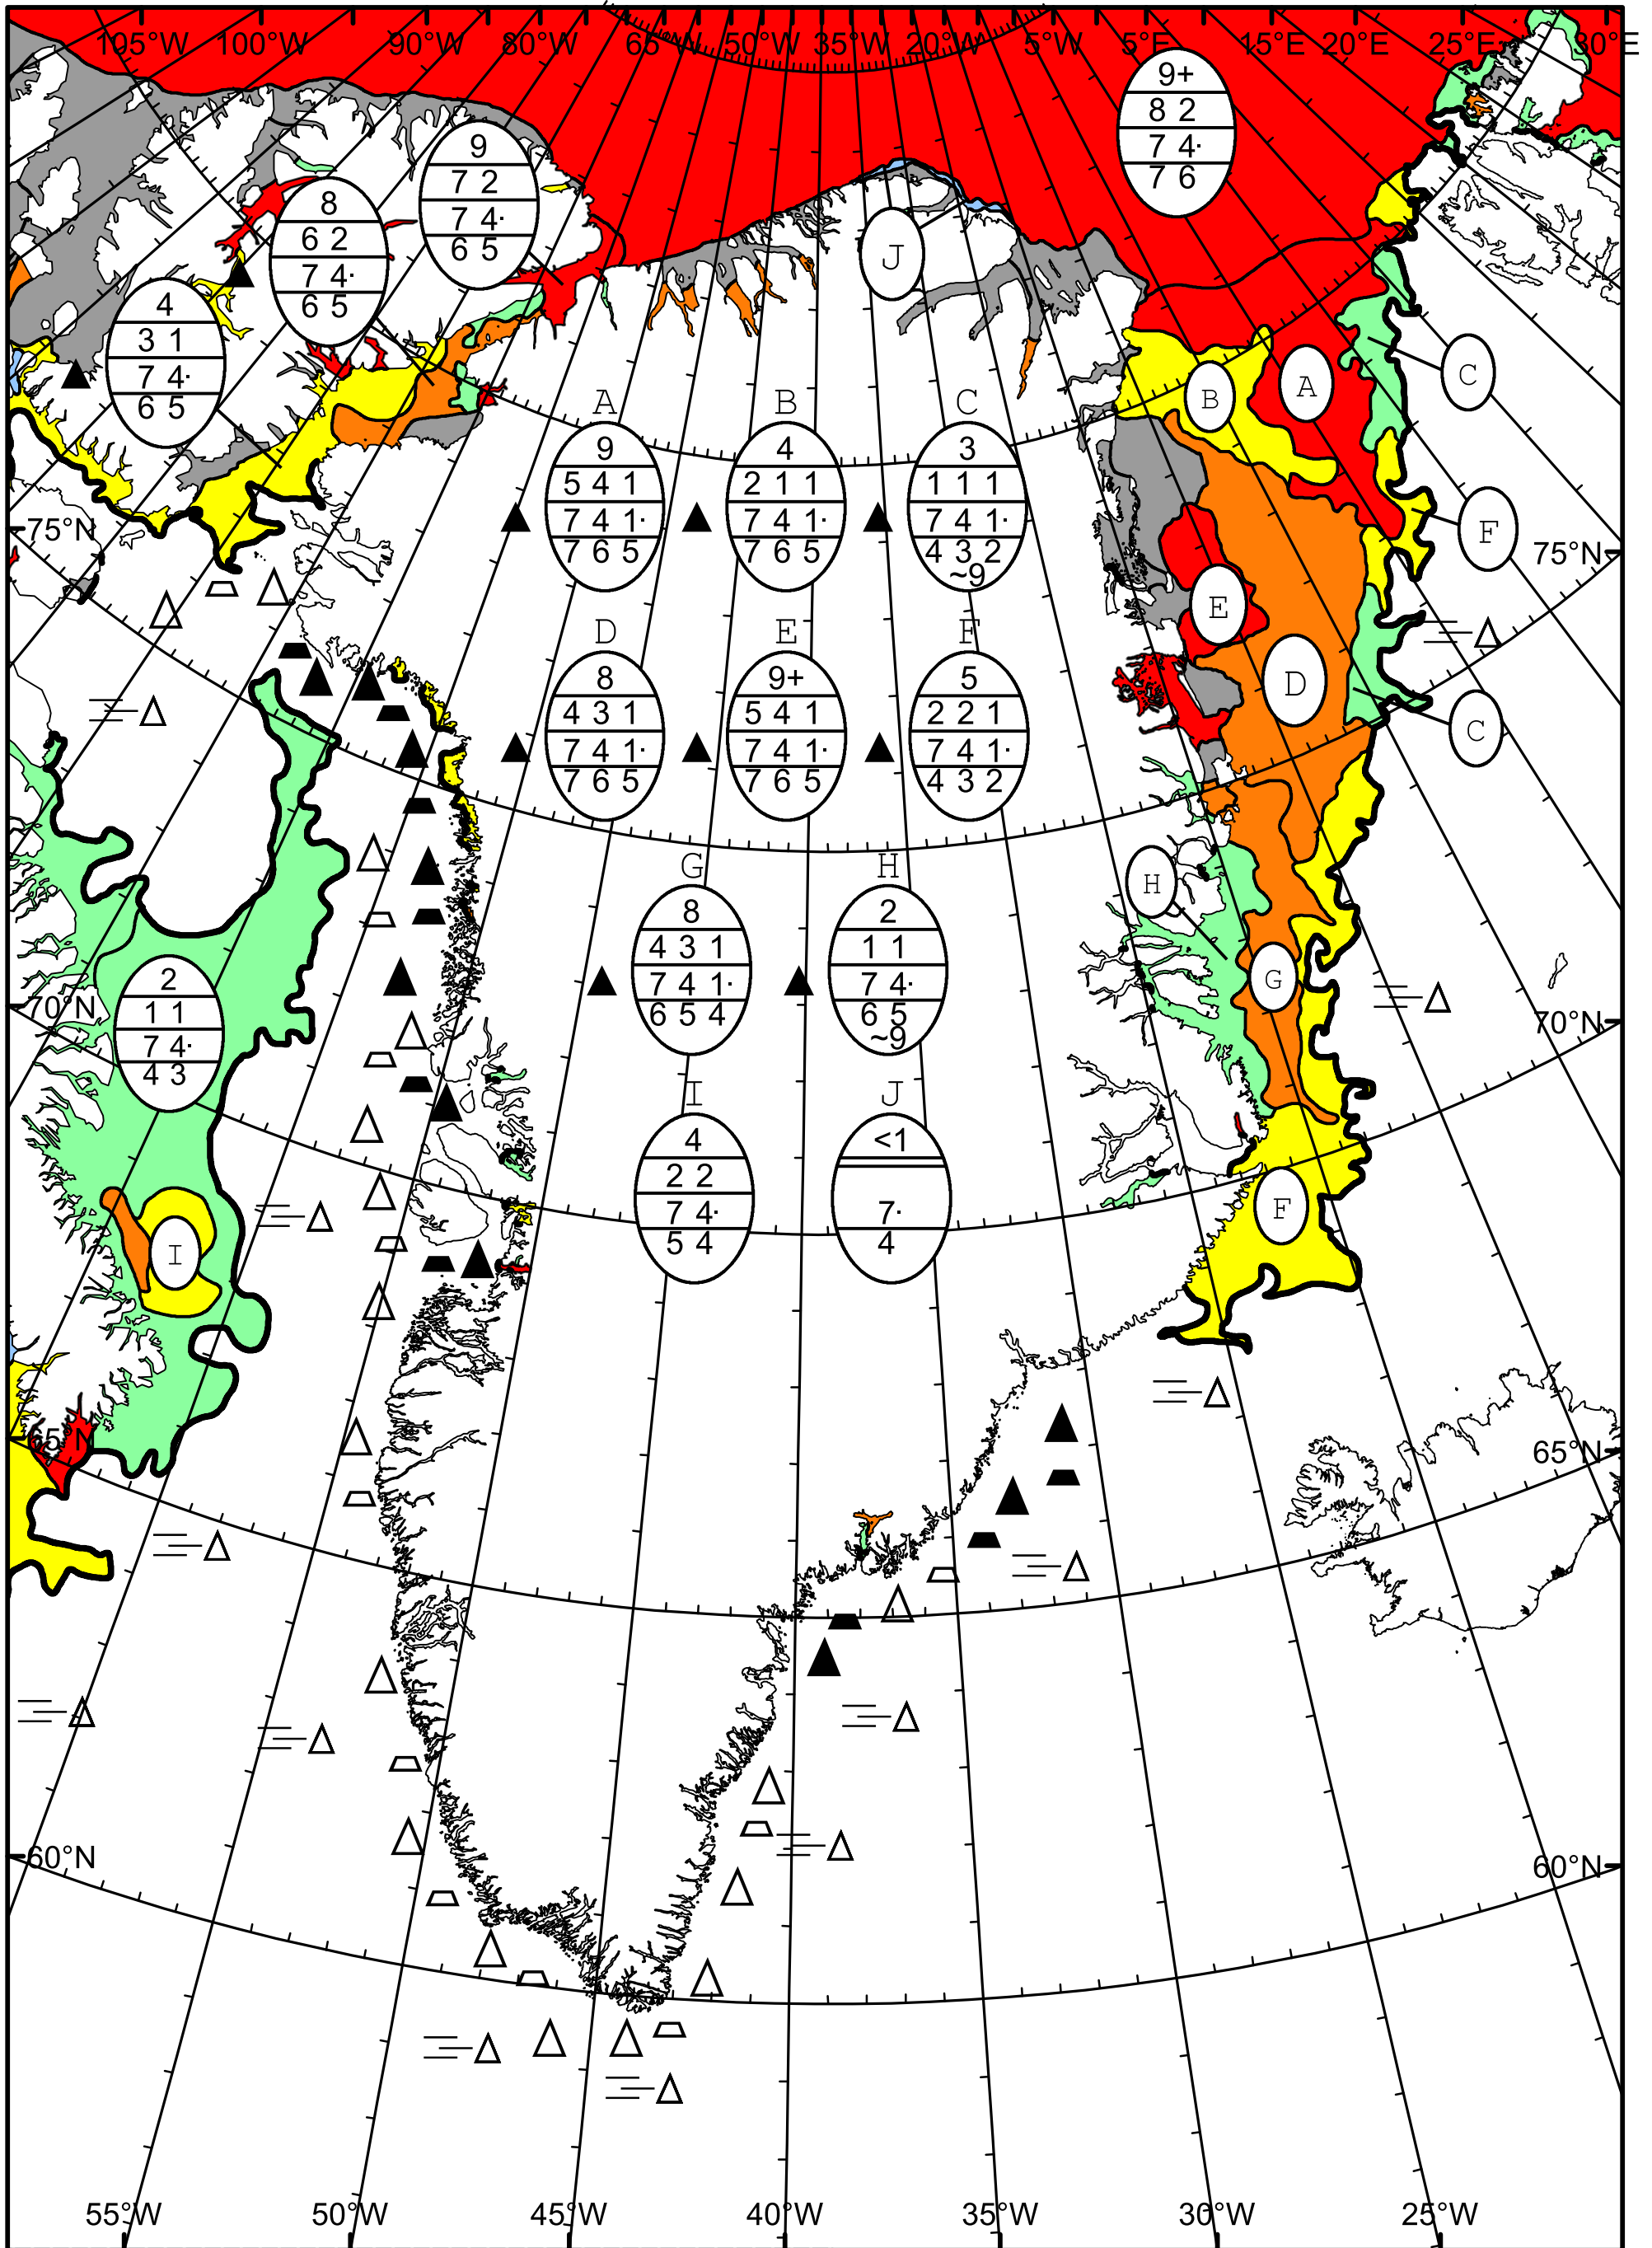 105°W 100°W 90°W 80°W 65°W 50°W 35°W 20°W 5°W 5°E 15°E 20°E 25°E 30°E
9+
8 2
7 4·
7 6
9
7 2
7 4·
6 5
8
6 2
7 4·
6 5
J
4
3 1
7 4·
6 5
C
B
A
A
9
5 4 1
7 4 1·
7 6 5
B
4
2 1 1
7 4 1·
7 6 5
C
3
1 1 1
7 4 1·
4 3 2
~9
F
75°N
75°N
E
D
D
8
4 3 1
7 4 1·
7 6 5
E
9+
5 4 1
7 4 1·
7 6 5
F
5
2 2 1
7 4 1·
4 3 2
C
H
G
8
4 3 1
7 4 1·
6 5 4
H
2
1 1
7 4·
6 5
~9
G
2
1 1
7 4·
4 3
70°N
70°N
I
4
2 2
7 4·
5 4
J
<1
7·
4
F
I
65°N
65°N
60°N
60°N
55°W 50°W 45°W 40°W 35°W 30°W 25°W